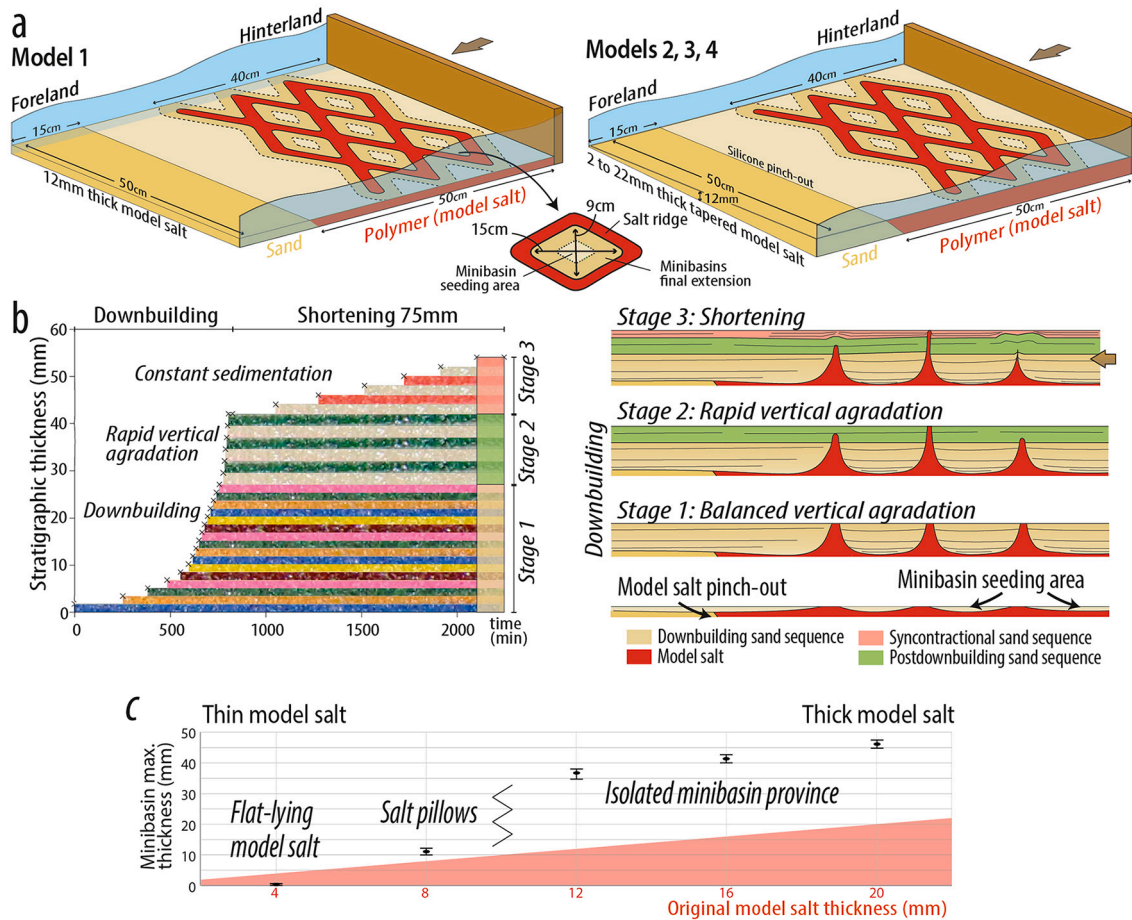 a
Model 1
Hinterland
Foreland
40cm
15cm
50cm
12mm thick model salt
Sand
50cm
Polymer (model salt)
Models 2, 3, 4
Hinterland
Foreland
40cm
15cm
Silicone pinch-out
50cm
12mm
2 to 22mm thick tapered model salt
Sand
50cm
Polymer (model salt)
9cm
Salt ridge
15cm
Minibasin
seeding area
Minibasins
final extension
b
Downbuilding
Shortening 75mm
Stratigraphic thickness (mm)
60
50
40
30
20
10
0
Constant sedimentation
Rapid vertical
agradation
Downbuilding
Stage 3
Stage 2
Stage 1
0
500
1000
1500
2000
time
(min)
Stage 3: Shortening
Stage 2: Rapid vertical agradation
Stage 1: Balanced vertical agradation
Downbuilding
Model salt pinch-out
Minibasin seeding area
Downbuilding sand sequence
Model salt
Syncontractional sand sequence
Postdownbuilding sand sequence
c
Thin model salt
Thick model salt
Minibasin max.
thickness (mm)
50
40
30
20
10
0
Flat-lying
model salt
Salt pillows
Isolated minibasin province
4
8
12
16
20
Original model salt thickness (mm)